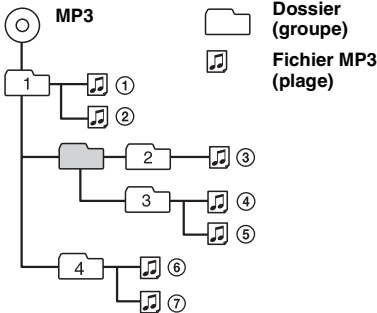 MP3
Dossier
(groupe)
Fichier MP3
(plage)
1
①
②
2
③
3
④
⑤
4
⑥
⑦